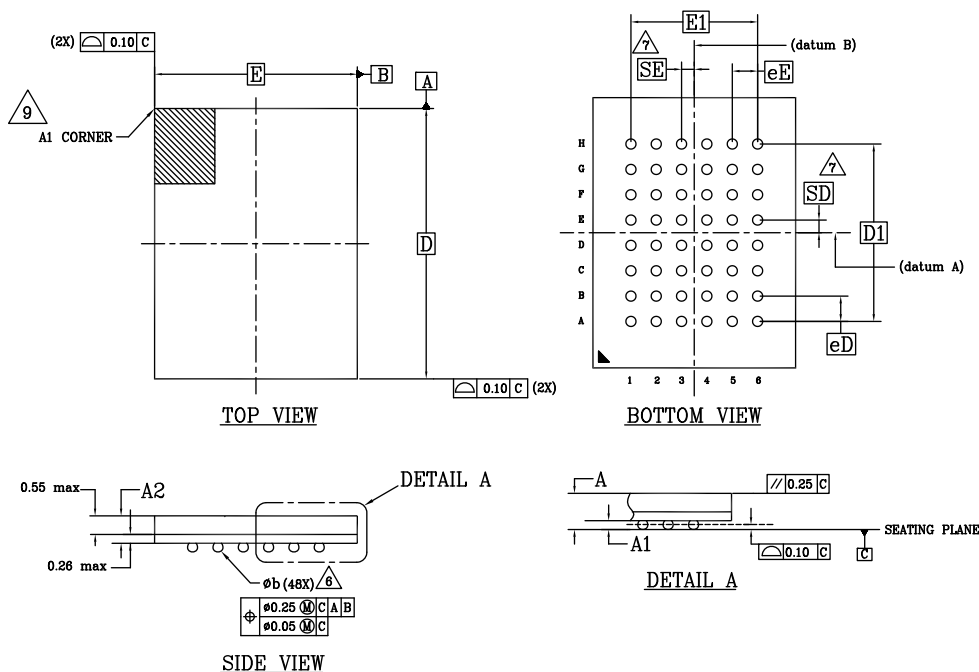 (2X) ⌓ 0.10 C
E
B
A
9
A1 CORNER
D
⌓ 0.10 C (2X)
TOP VIEW
E1
(datum B)
7
SE
eE
H
G
F
E
D
C
B
A
7
SD
D1
(datum A)
eD
1 2 3 4 5 6
BOTTOM VIEW
DETAIL A
0.55 max
A2
0.26 max
øb (48X) 6
⌖ ø0.25 Ⓜ C A B
ø0.05 Ⓜ C
SIDE VIEW
A
// 0.25 C
SEATING PLANE
A1
⌓ 0.10 C
C
DETAIL A